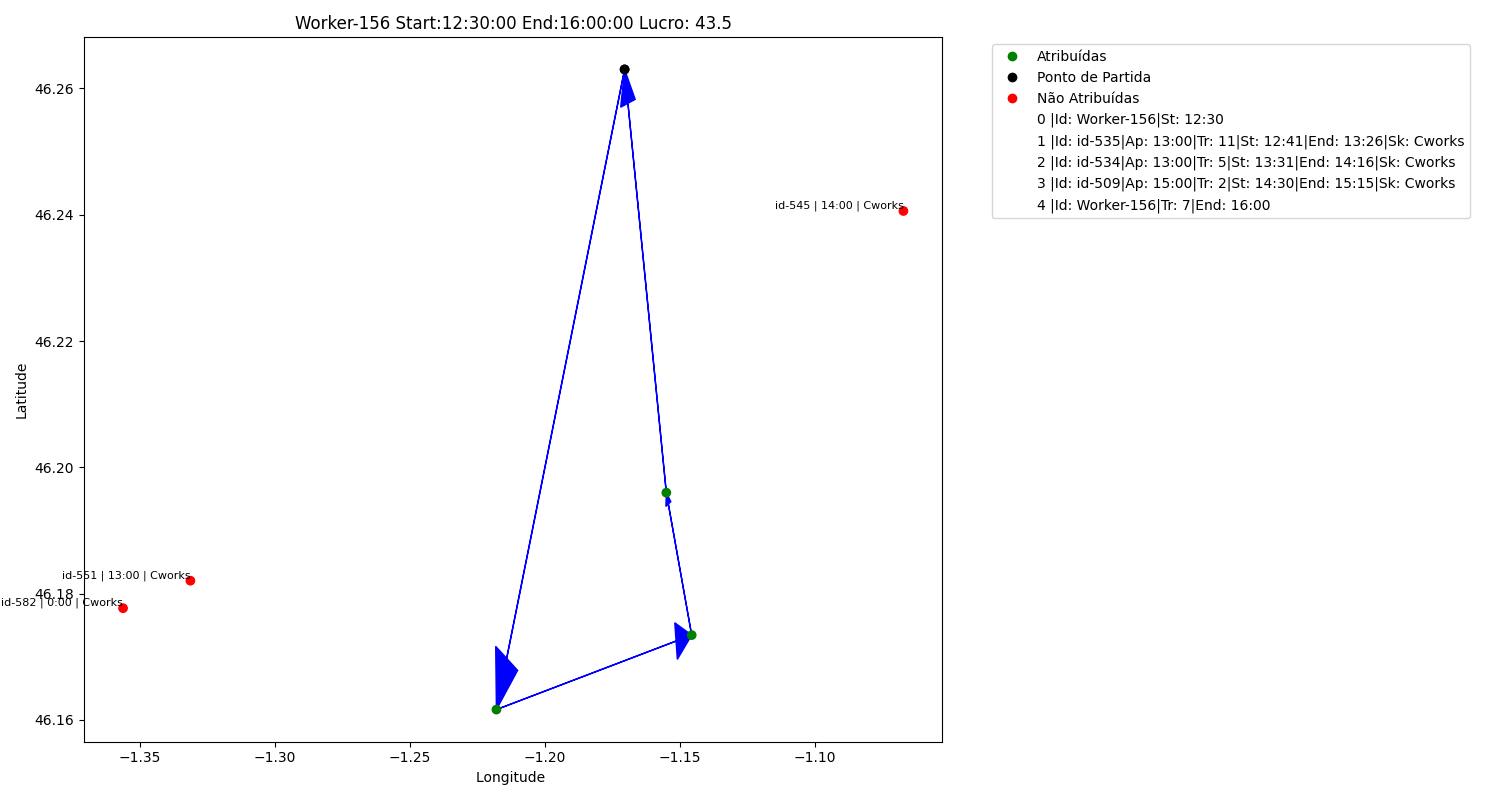 Worker-156 Start:12:30:00 End:16:00:00 Lucro: 43.5
Atribuídas
Ponto de Partida
Não Atribuídas
0 |Id: Worker-156|St: 12:30
1 |Id: id-535|Ap: 13:00|Tr: 11|St: 12:41|End: 13:26|Sk: Cworks
2 |Id: id-534|Ap: 13:00|Tr: 5|St: 13:31|End: 14:16|Sk: Cworks
3 |Id: id-509|Ap: 15:00|Tr: 2|St: 14:30|End: 15:15|Sk: Cworks
4 |Id: Worker-156|Tr: 7|End: 16:00
46.26
46.24
46.22
46.20
46.18
46.16
Latitude
id-545 | 14:00 | Cworks
id-551 | 13:00 | Cworks
id-582 | 0:00 | Cworks
−1.35
−1.30
−1.25
−1.20
−1.15
−1.10
Longitude